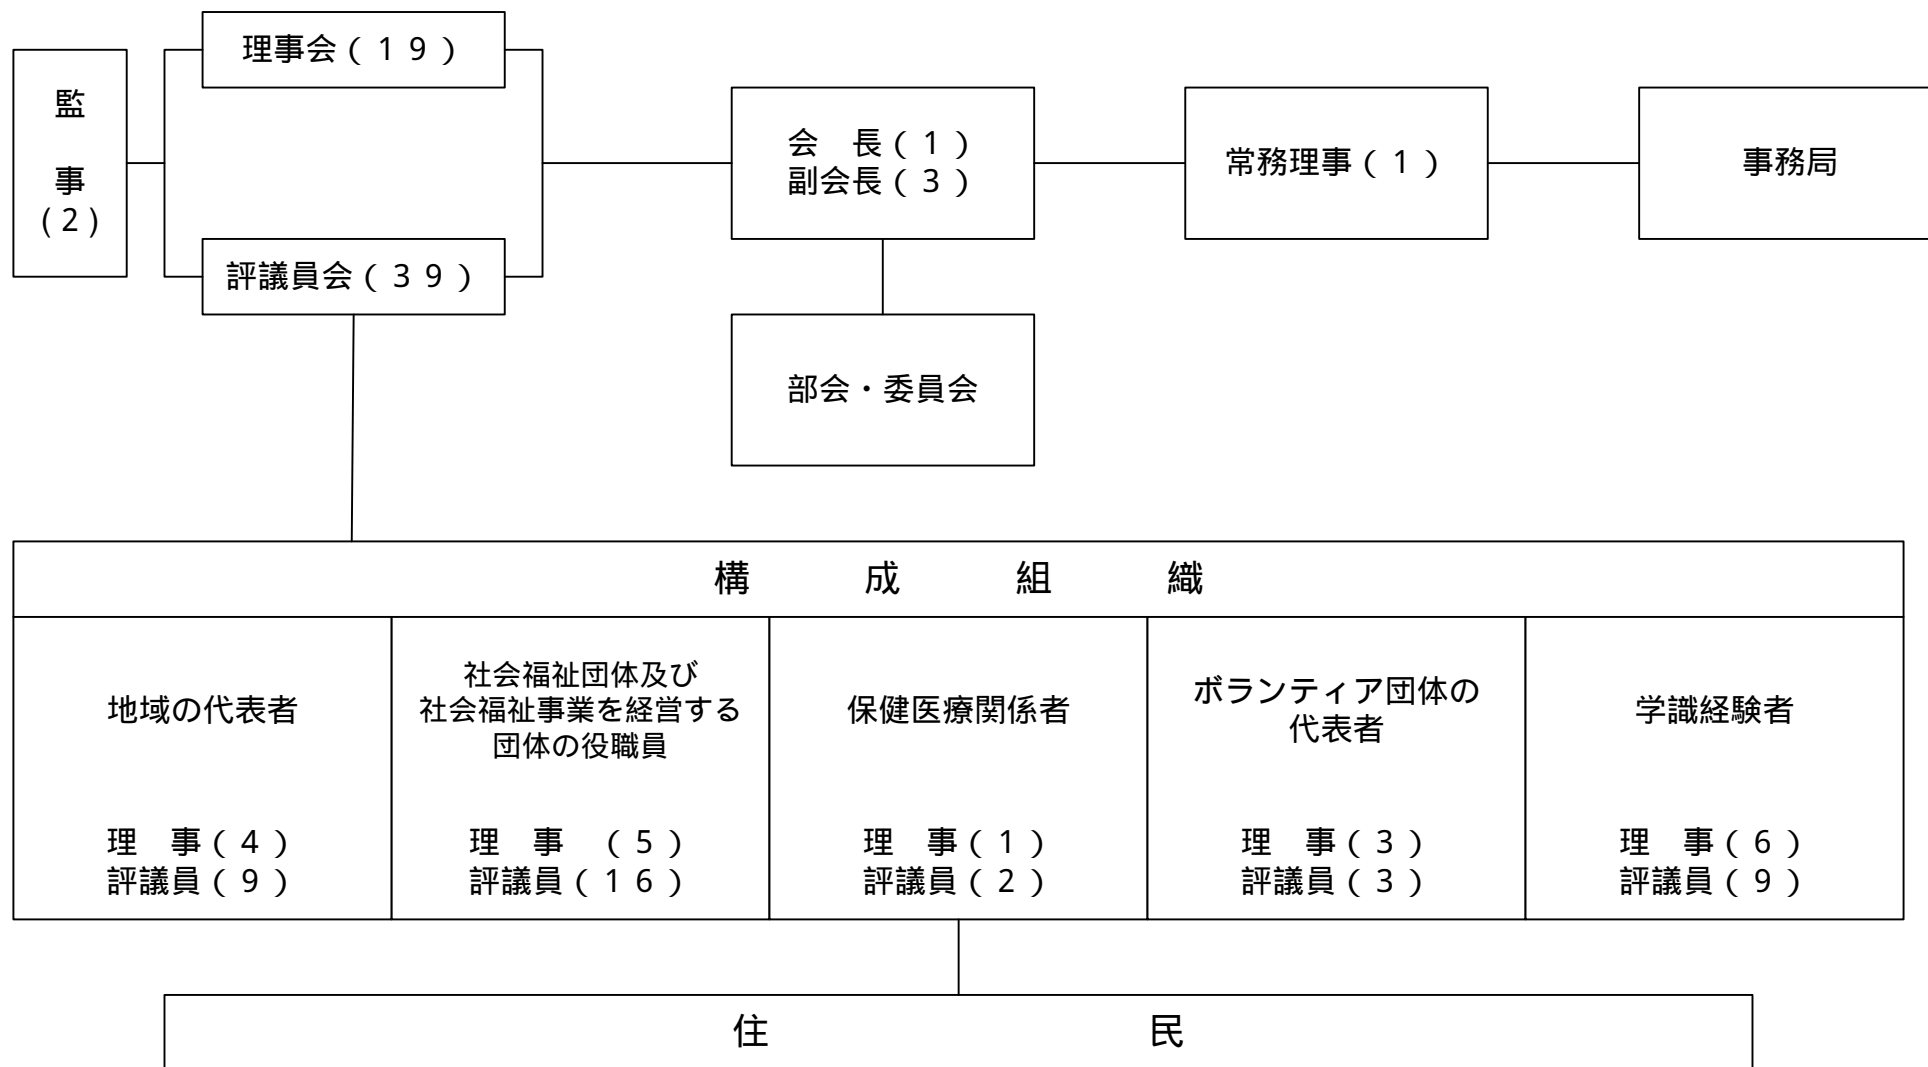 理事会(19)
監
事
(2)
評議員会(39)
会　長(1)
副会長(3)
常務理事(1)
事務局
部会・委員会
構　成　組　織
地域の代表者
理　事(4)
評議員(9)
社会福祉団体及び
社会福祉事業を経営する
団体の役職員
理　事　(5)
評議員(16)
保健医療関係者
理　事(1)
評議員(2)
ボランティア団体の
代表者
理　事(3)
評議員(3)
学識経験者
理　事(6)
評議員(9)
住　民